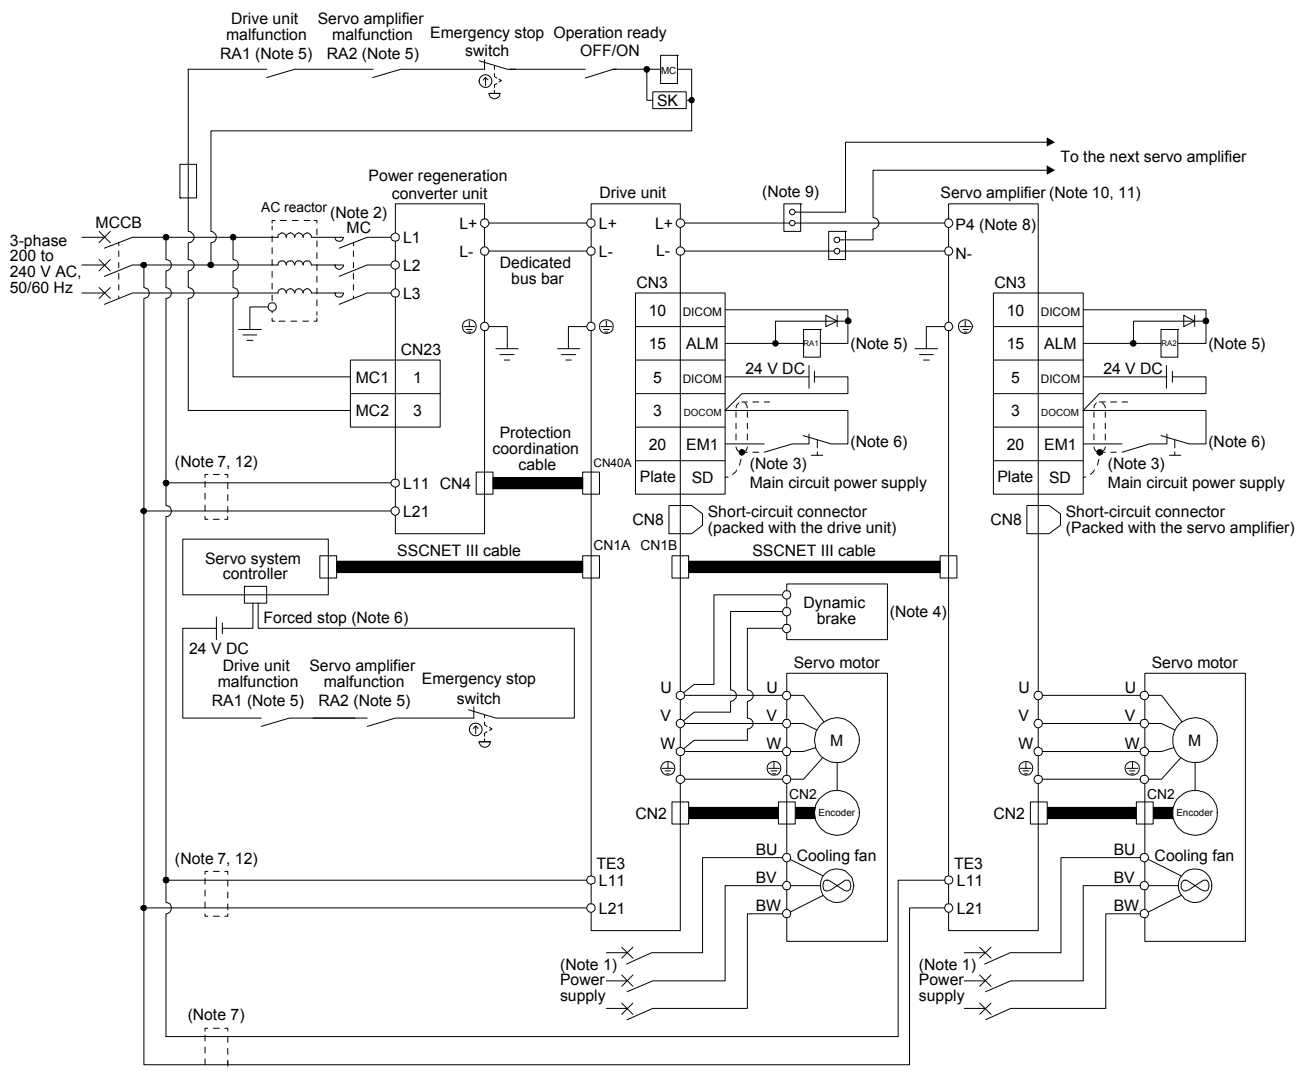 Drive unit
malfunction
RA1 (Note 5)
Servo amplifier
malfunction
RA2 (Note 5)
Emergency stop
switch
Operation ready
OFF/ON
MC
SK
To the next servo amplifier
Power regeneration
converter unit
Drive unit
(Note 9)
Servo amplifier (Note 10, 11)
MCCB
AC reactor
(Note 2)
MC
3-phase
200 to
240 V AC,
50/60 Hz
L1
L2
L3
L+
L-
L+
L-
Dedicated
bus bar
L+
L-
P4 (Note 8)
N-
CN3
10 DICOM
15 ALM
5 DICOM
3 DOCOM
20 EM1
Plate SD
RA1
(Note 5)
24 V DC
(Note 6)
(Note 3)
Main circuit power supply
CN3
10 DICOM
15 ALM
5 DICOM
3 DOCOM
20 EM1
Plate SD
RA2
(Note 5)
24 V DC
(Note 6)
(Note 3)
Main circuit power supply
CN23
MC1 1
MC2 3
Protection
coordination
cable
CN40A
(Note 7, 12)
L11
L21
CN4
CN8
Short-circuit connector
(packed with the drive unit)
CN8
Short-circuit connector
(Packed with the servo amplifier)
Servo system
controller
SSCNET III cable
CN1A
CN1B
SSCNET III cable
Forced stop (Note 6)
24 V DC
Drive unit
malfunction
RA1 (Note 5)
Servo amplifier
malfunction
RA2 (Note 5)
Emergency stop
switch
Dynamic
brake
(Note 4)
Servo motor
U
V
W
U
V
W
M
CN2
CN2
Encoder
BU
BV
BW
Cooling fan
Servo motor
U
V
W
U
V
W
M
CN2
CN2
Encoder
BU
BV
BW
Cooling fan
(Note 7, 12)
TE3
L11
L21
TE3
L11
L21
(Note 1)
Power
supply
(Note 1)
Power
supply
(Note 7)